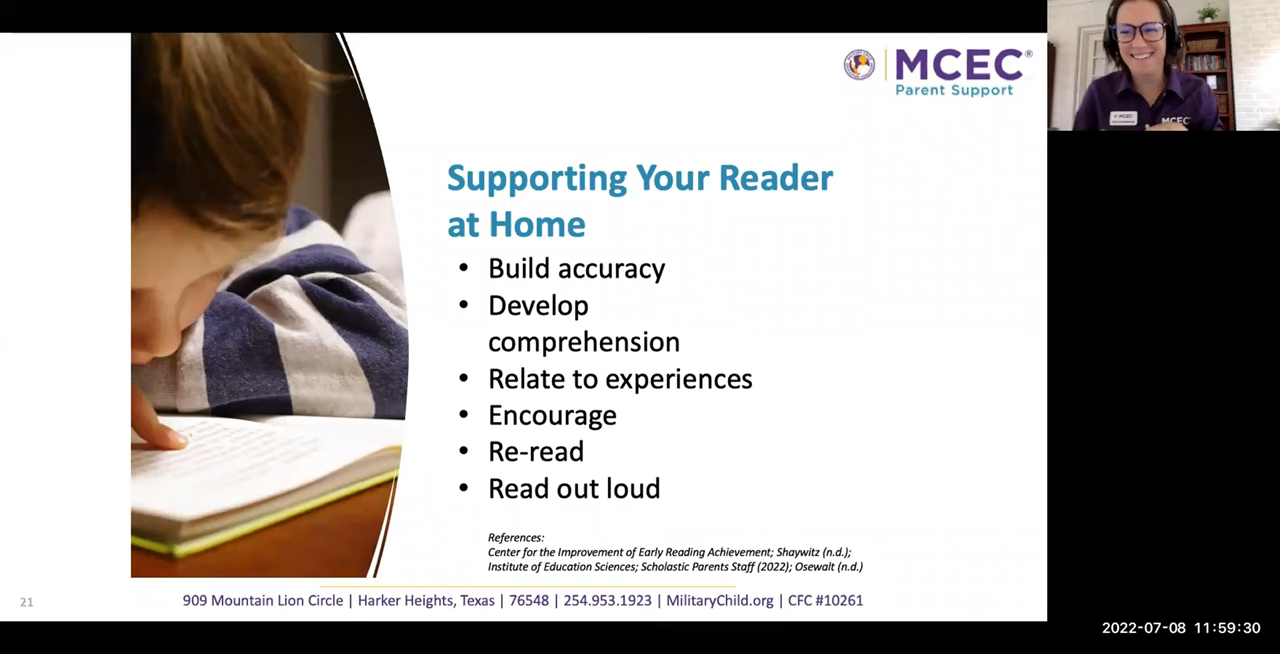 MCEC®
Parent Support
MCEC
Supporting Your Reader
at Home
• Build accuracy
• Develop
comprehension
• Relate to experiences
• Encourage
• Re-read
• Read out loud
References:
Center for the Improvement of Early Reading Achievement; Shaywitz (n.d.);
Institute of Education Sciences; Scholastic Parents Staff (2022); Osewalt (n.d.)
21
909 Mountain Lion Circle | Harker Heights, Texas | 76548 | 254.953.1923 | MilitaryChild.org | CFC #10261
2022-07-08 11:59:30